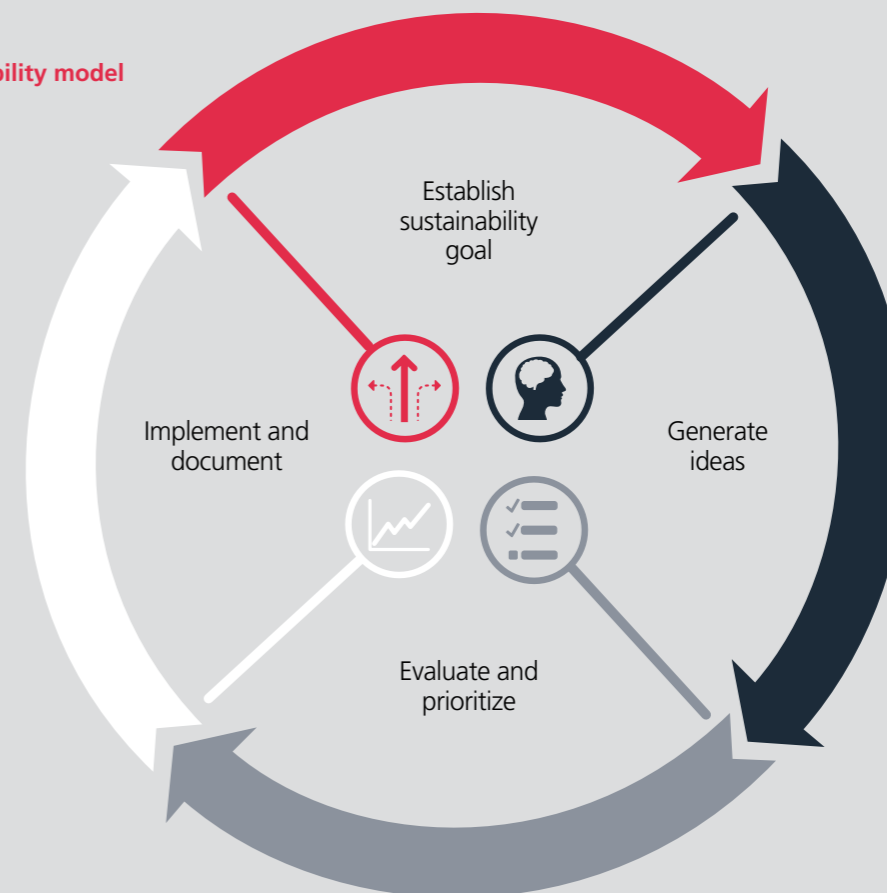 bility model
Establish
sustainability
goal
Implement and
document
Generate
ideas
Evaluate and
prioritize